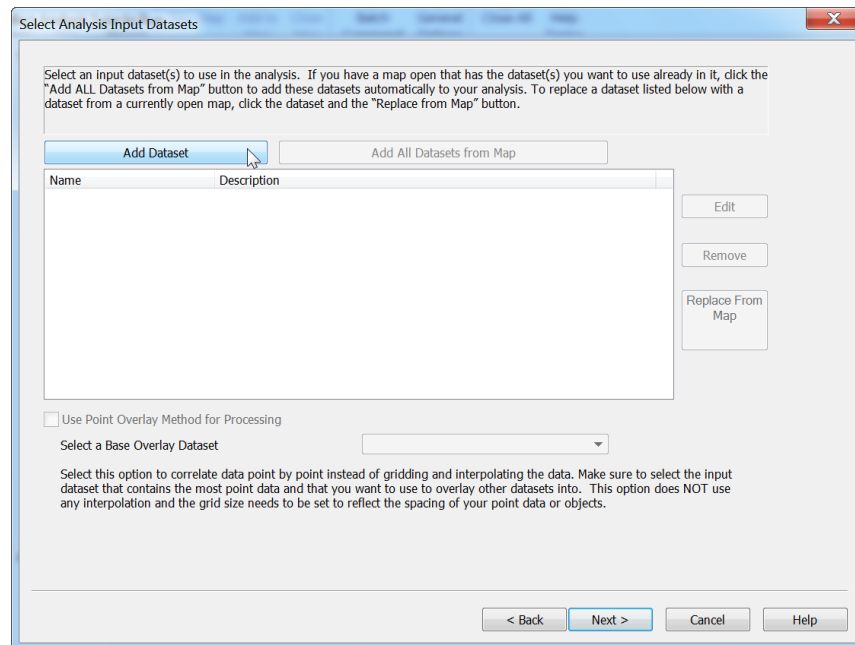 Select Analysis Input Datasets
Select an input dataset(s) to use in the analysis. If you have a map open that has the dataset(s) you want to use already in it, click the
"Add ALL Datasets from Map" button to add these datasets automatically to your analysis. To replace a dataset listed below with a
dataset from a currently open map, click the dataset and the "Replace from Map" button.
Add Dataset
Add All Datasets from Map
Name Description
Edit
Remove
Replace From
Map
Use Point Overlay Method for Processing
Select a Base Overlay Dataset
Select this option to correlate data point by point instead of gridding and interpolating the data. Make sure to select the input
dataset that contains the most point data and that you want to use to overlay other datasets into. This option does NOT use
any interpolation and the grid size needs to be set to reflect the spacing of your point data or objects.
< Back Next > Cancel Help